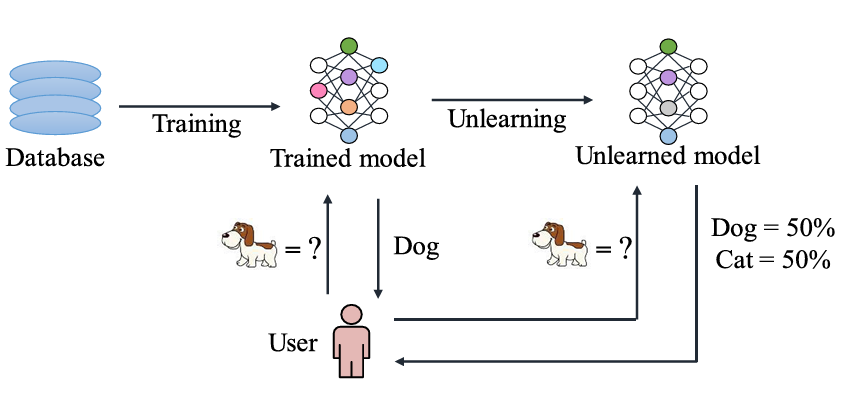 Database
Training
Trained model
Unlearning
Unlearned model
= ?
Dog
= ?
Dog = 50%
Cat = 50%
User